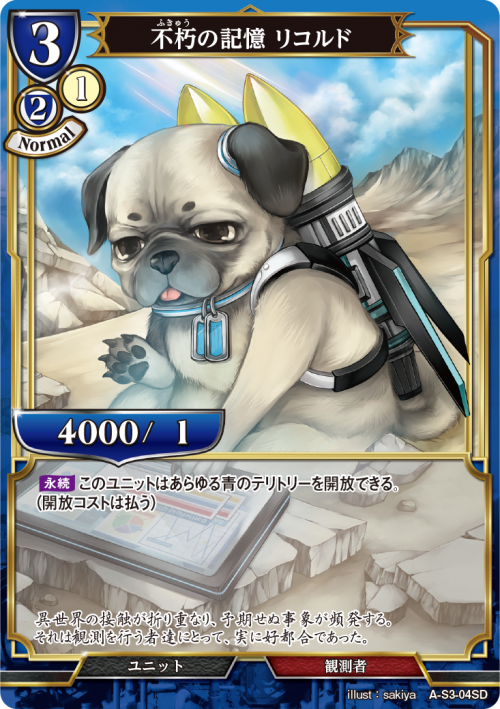 3
ふきゅう
不朽の記憶 リコルド
2
1
Normal
4000/ 1
永続 このユニットはあらゆる青のテリトリーを開放できる。
(開放コストは払う)
異世界の接触が折り重なり、予期せぬ事象が頻発する。
それは観測を行う者達にとって、実に好都合であった。
ユニット 観測者
illust:sakiya A-S3-04SD